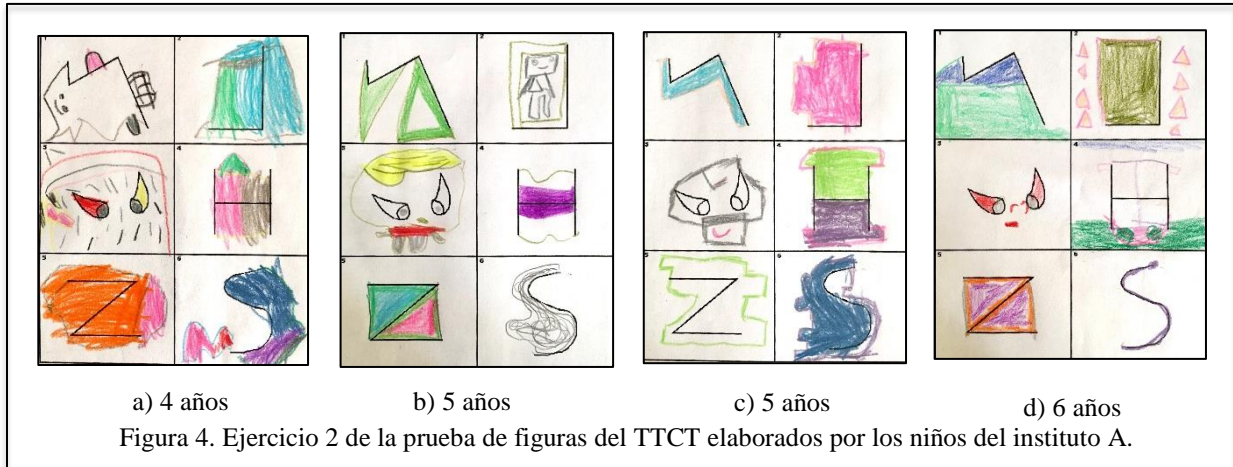 a) 4 años
b) 5 años
c) 5 años
d) 6 años
Figura 4. Ejercicio 2 de la prueba de figuras del TTCT elaborados por los niños del instituto A.